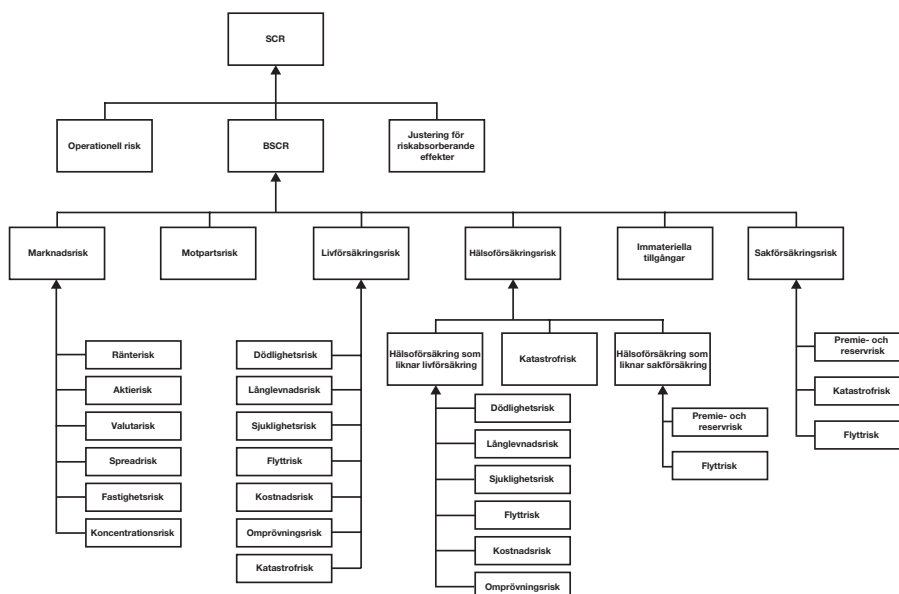 SCR
Operationell risk
BSCR
Justering för
riskabsorberande
effekter
Marknadsrisk
Motpartsrisk
Livförsäkringsrisk
Hälsoförsäkringsrisk
Immateriella
tillgångar
Sakförsäkringsrisk
Ränterisk
Aktierisk
Valutarisk
Spreadrisk
Fastighetsrisk
Koncentrationsrisk
Dödlighetsrisk
Långlevnadsrisk
Sjuklighetsrisk
Flyttrisk
Kostnadsrisk
Omprövningsrisk
Katastrofrisk
Hälsoförsäkring som
liknar livförsäkring
Katastrofrisk
Hälsoförsäkring som
liknar sakförsäkring
Dödlighetsrisk
Långlevnadsrisk
Sjuklighetsrisk
Flyttrisk
Kostnadsrisk
Omprövningsrisk
Premie- och
reservrisk
Flyttrisk
Premie- och
reservrisk
Katastrofrisk
Flyttrisk